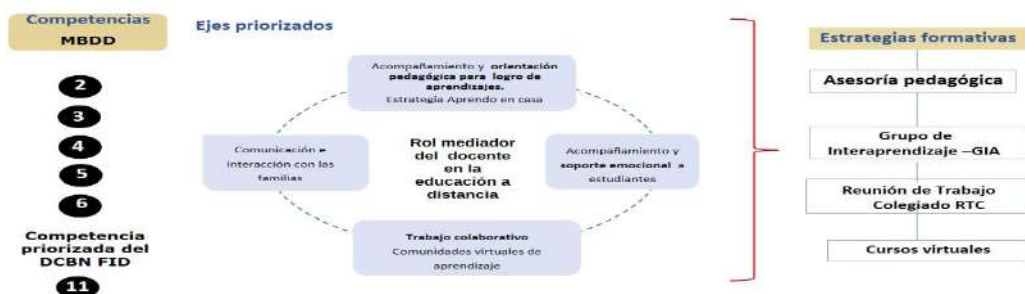 Competencias
MBDD
2
3
4
5
6
Competencia
priorizada del
DCBN FID
11
Ejes priorizados
Acompañamiento y orientación
pedagógica para logro de
aprendizajes.
Estrategia Aprendo en casa
Comunicación e
interacción con las
familias
Rol mediador
del docente
en la
educación a
distancia
Acompañamiento y
soporte emocional a
estudiantes
Trabajo colaborativo
Comunidades virtuales de
aprendizaje
Estrategias formativas
Asesoría pedagógica
Grupo de
Interaprendizaje –GIA
Reunión de Trabajo
Colegiado RTC
Cursos virtuales